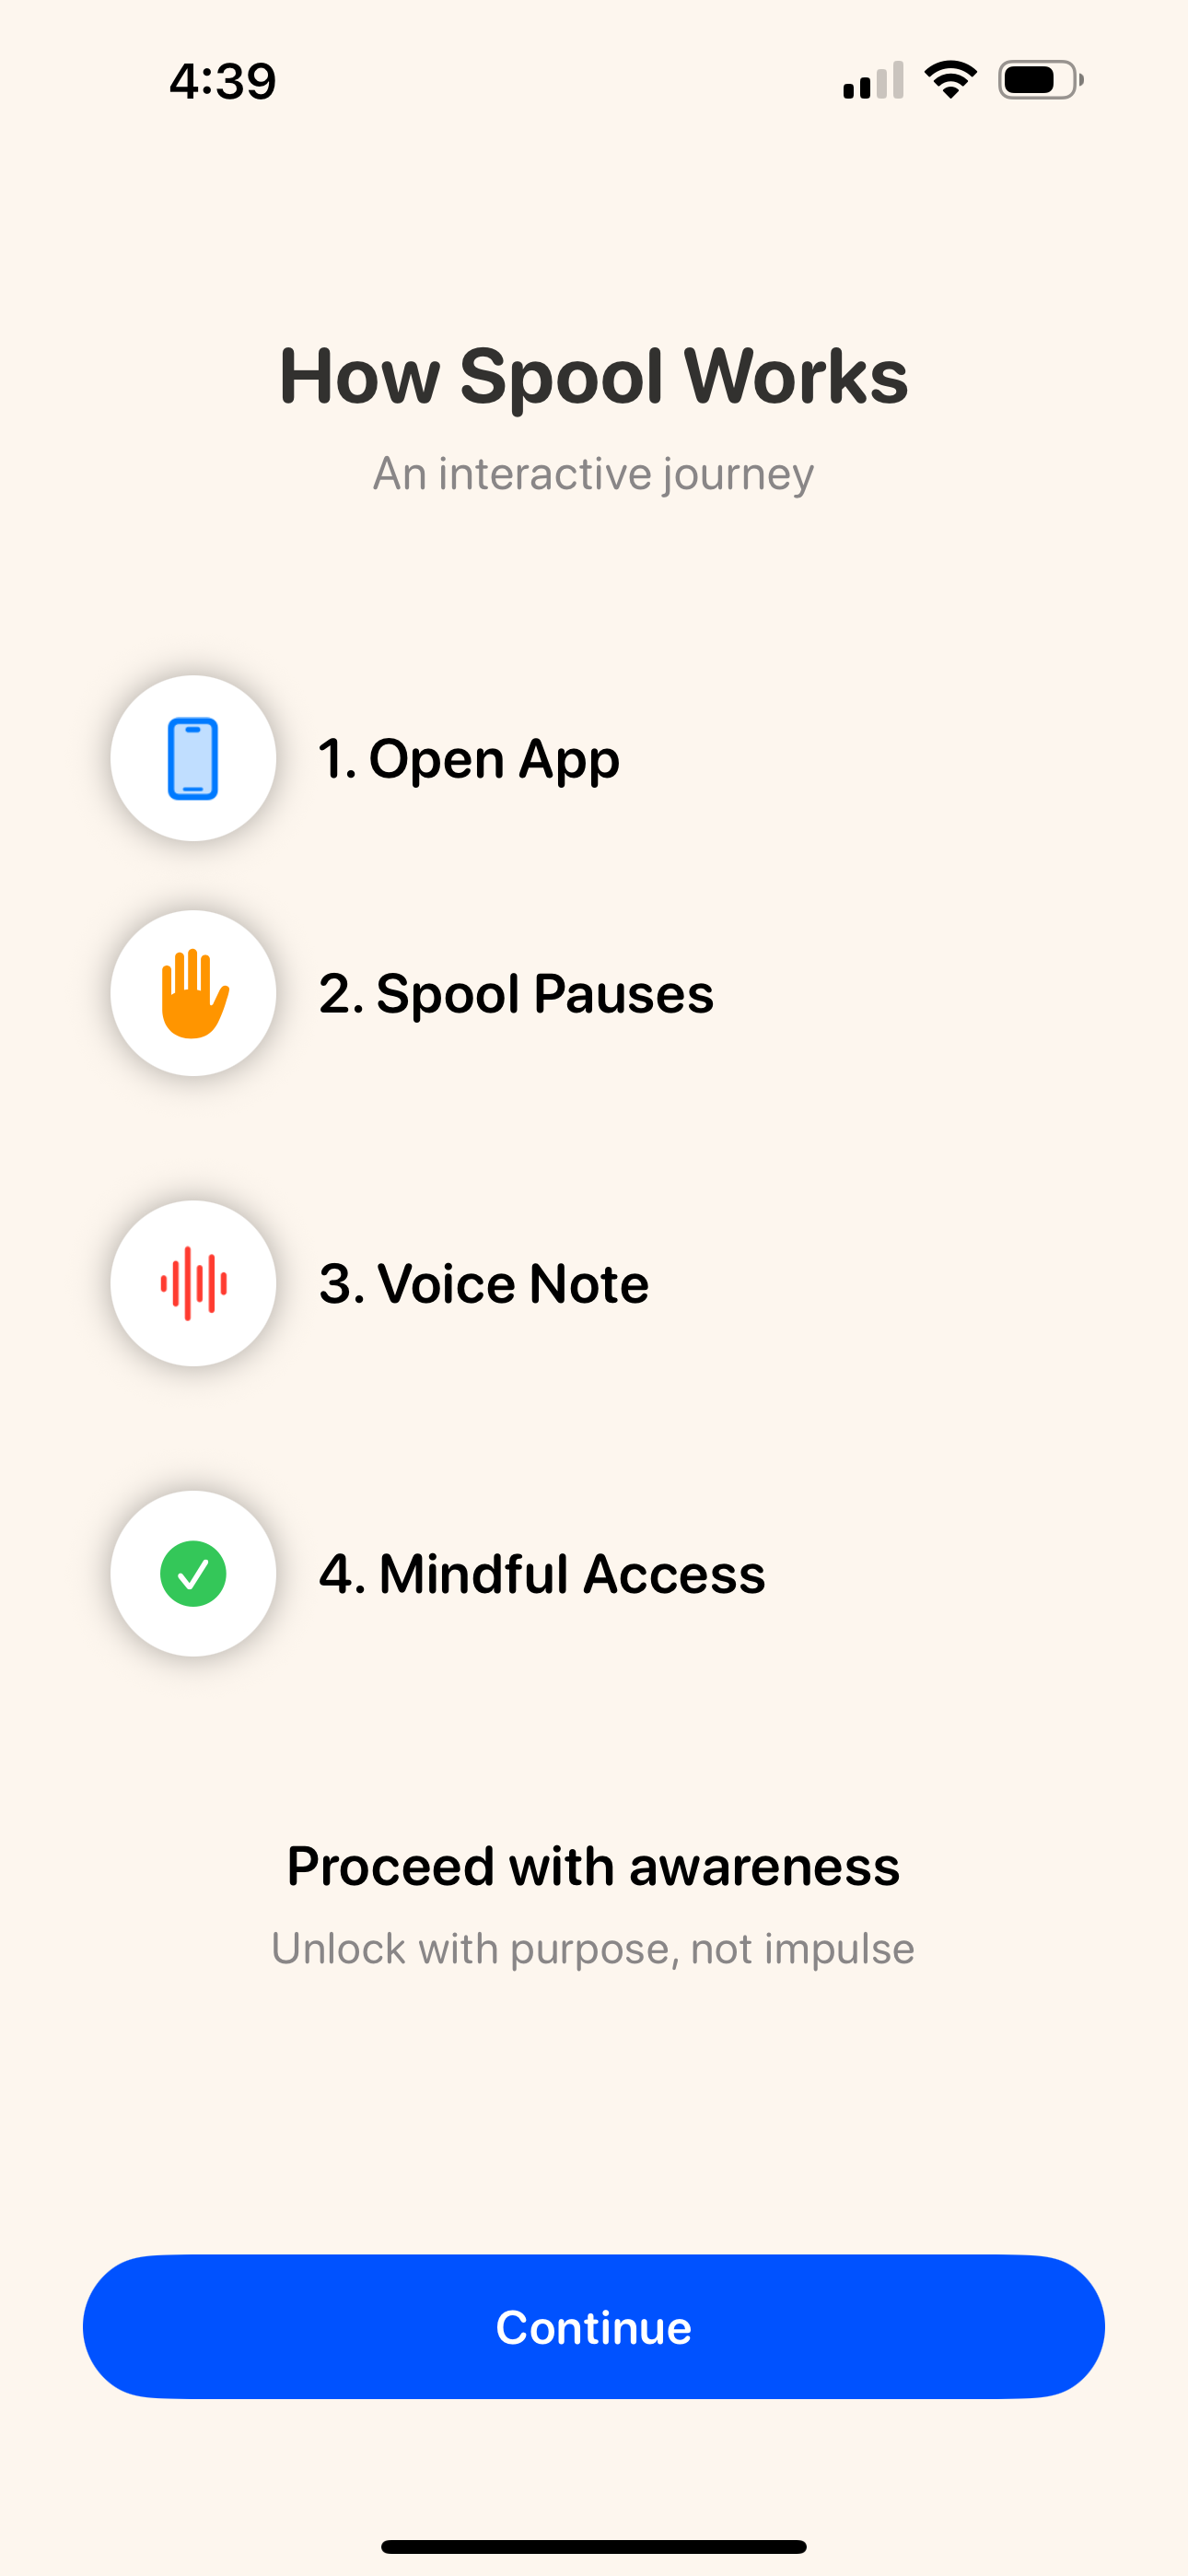 4:39
How Spool Works
An interactive journey
1. Open App
2. Spool Pauses
3. Voice Note
4. Mindful Access
Proceed with awareness
Unlock with purpose, not impulse
Continue